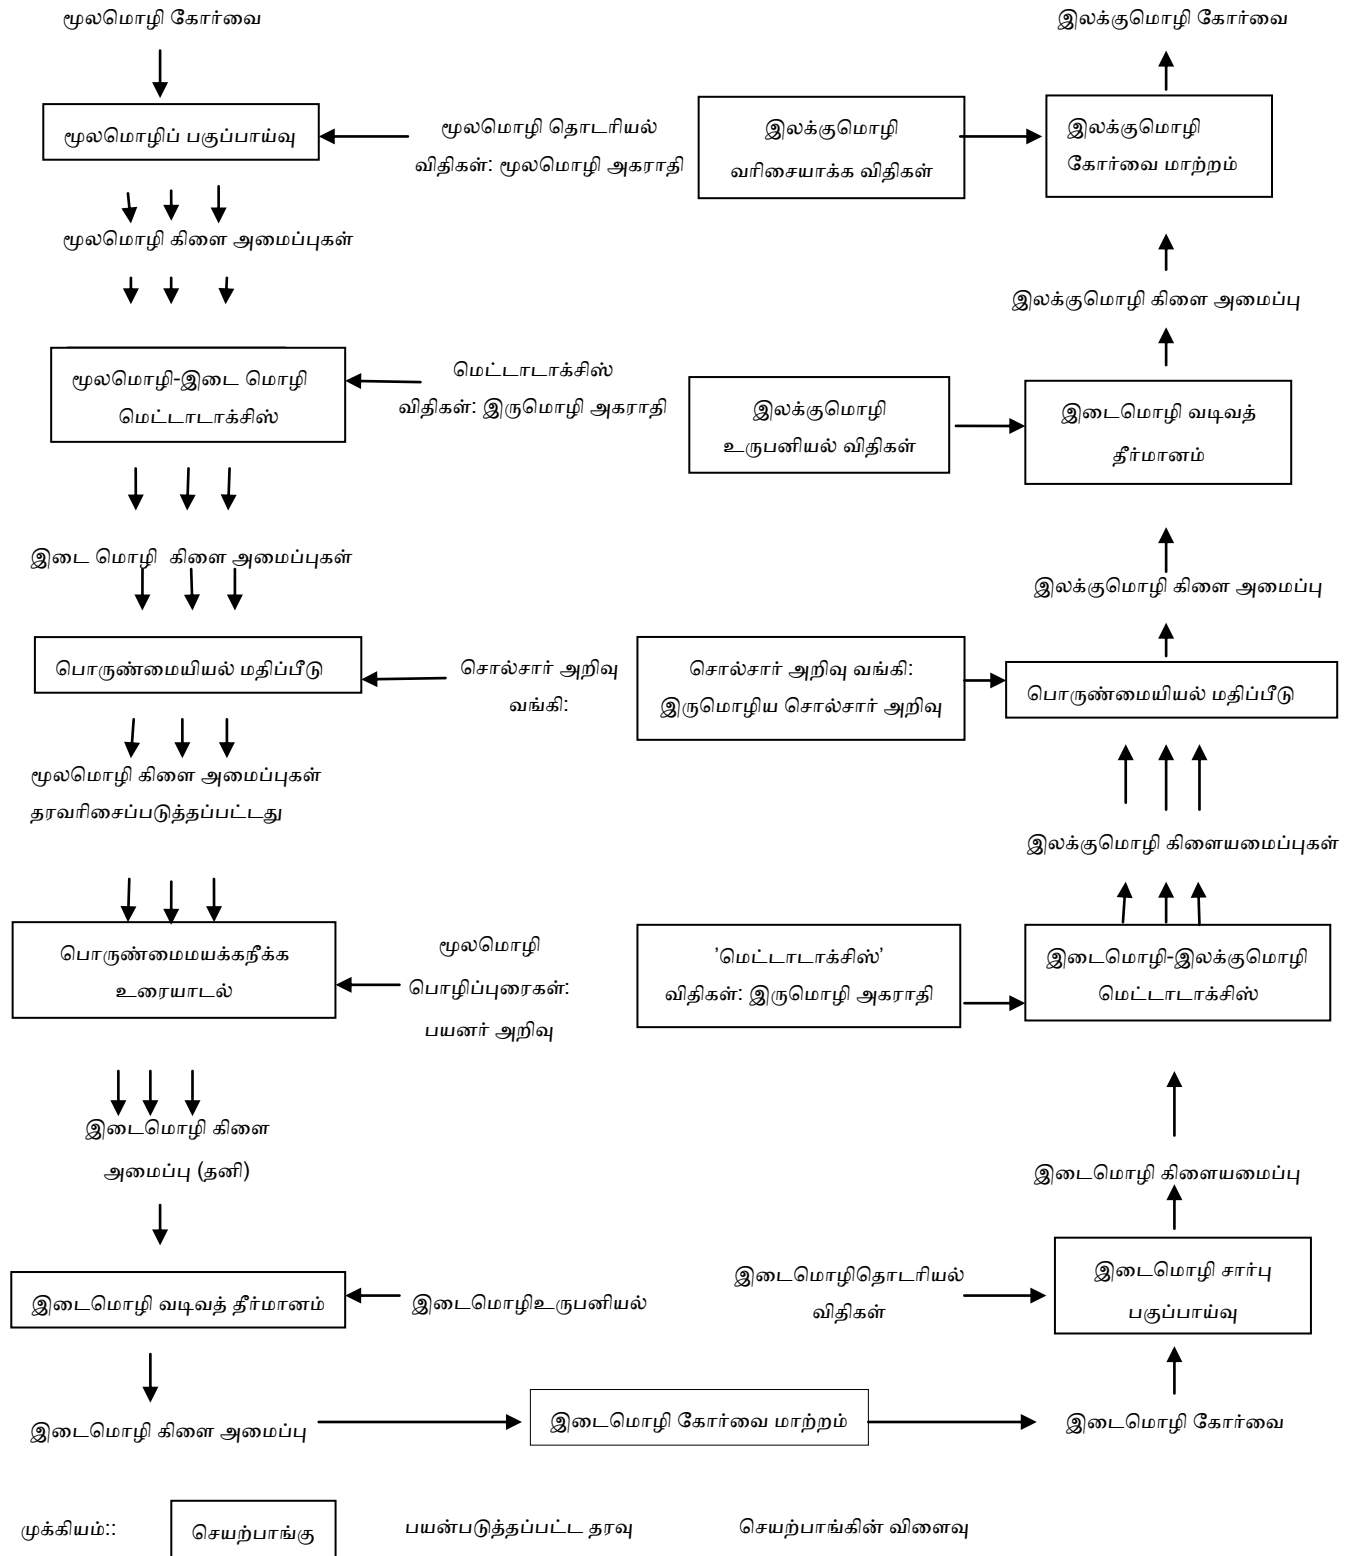 மூலமொழி கோர்வை
மூலமொழிப் பகுப்பாய்வு
மூலமொழி தொடரியல்
விதிகள்: மூலமொழி அகராதி
மூலமொழி கிளை அமைப்புகள்
மூலமொழி-இடை மொழி
மெட்டாடாக்சிஸ்
மெட்டாடாக்சிஸ்
விதிகள்: இருமொழி அகராதி
இடை மொழி கிளை அமைப்புகள்
பொருண்மையியல் மதிப்பீடு
சொல்சார் அறிவு
வங்கி:
மூலமொழி கிளை அமைப்புகள்
தரவரிசைப்படுத்தப்பட்டது
பொருண்மைமயக்கநீக்க
உரையாடல்
மூலமொழி
பொழிப்புரைகள்:
பயனர் அறிவு
இடைமொழி கிளை
அமைப்பு (தனி)
இடைமொழி வடிவத் தீர்மானம்
இடைமொழிஉருபனியல்
இடைமொழி கிளை அமைப்பு
இடைமொழி கோர்வை மாற்றம்
இடைமொழி கோர்வை
இடைமொழி சார்பு
பகுப்பாய்வு
இடைமொழிதொடரியல்
விதிகள்
இடைமொழி கிளையமைப்பு
இடைமொழி-இலக்குமொழி
மெட்டாடாக்சிஸ்
’மெட்டாடாக்சிஸ்’
விதிகள்: இருமொழி அகராதி
இலக்குமொழி கிளையமைப்புகள்
பொருண்மையியல் மதிப்பீடு
சொல்சார் அறிவு வங்கி:
இருமொழிய சொல்சார் அறிவு
இலக்குமொழி கிளை அமைப்பு
இடைமொழி வடிவத்
தீர்மானம்
இலக்குமொழி
உருபனியல் விதிகள்
இலக்குமொழி கிளை அமைப்பு
இலக்குமொழி
கோர்வை மாற்றம்
இலக்குமொழி
வரிசையாக்க விதிகள்
இலக்குமொழி கோர்வை
முக்கியம்::
செயற்பாங்கு
பயன்படுத்தப்பட்ட தரவு
செயற்பாங்கின் விளைவு